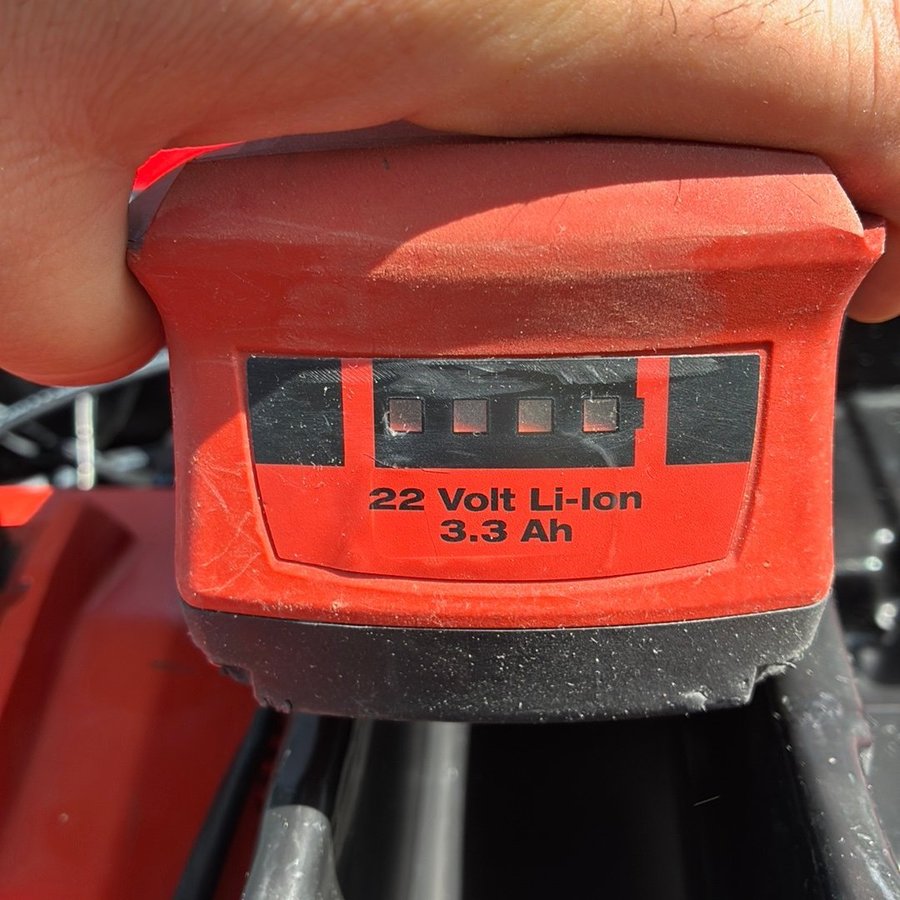 22 Volt Li-Ion
3.3 Ah